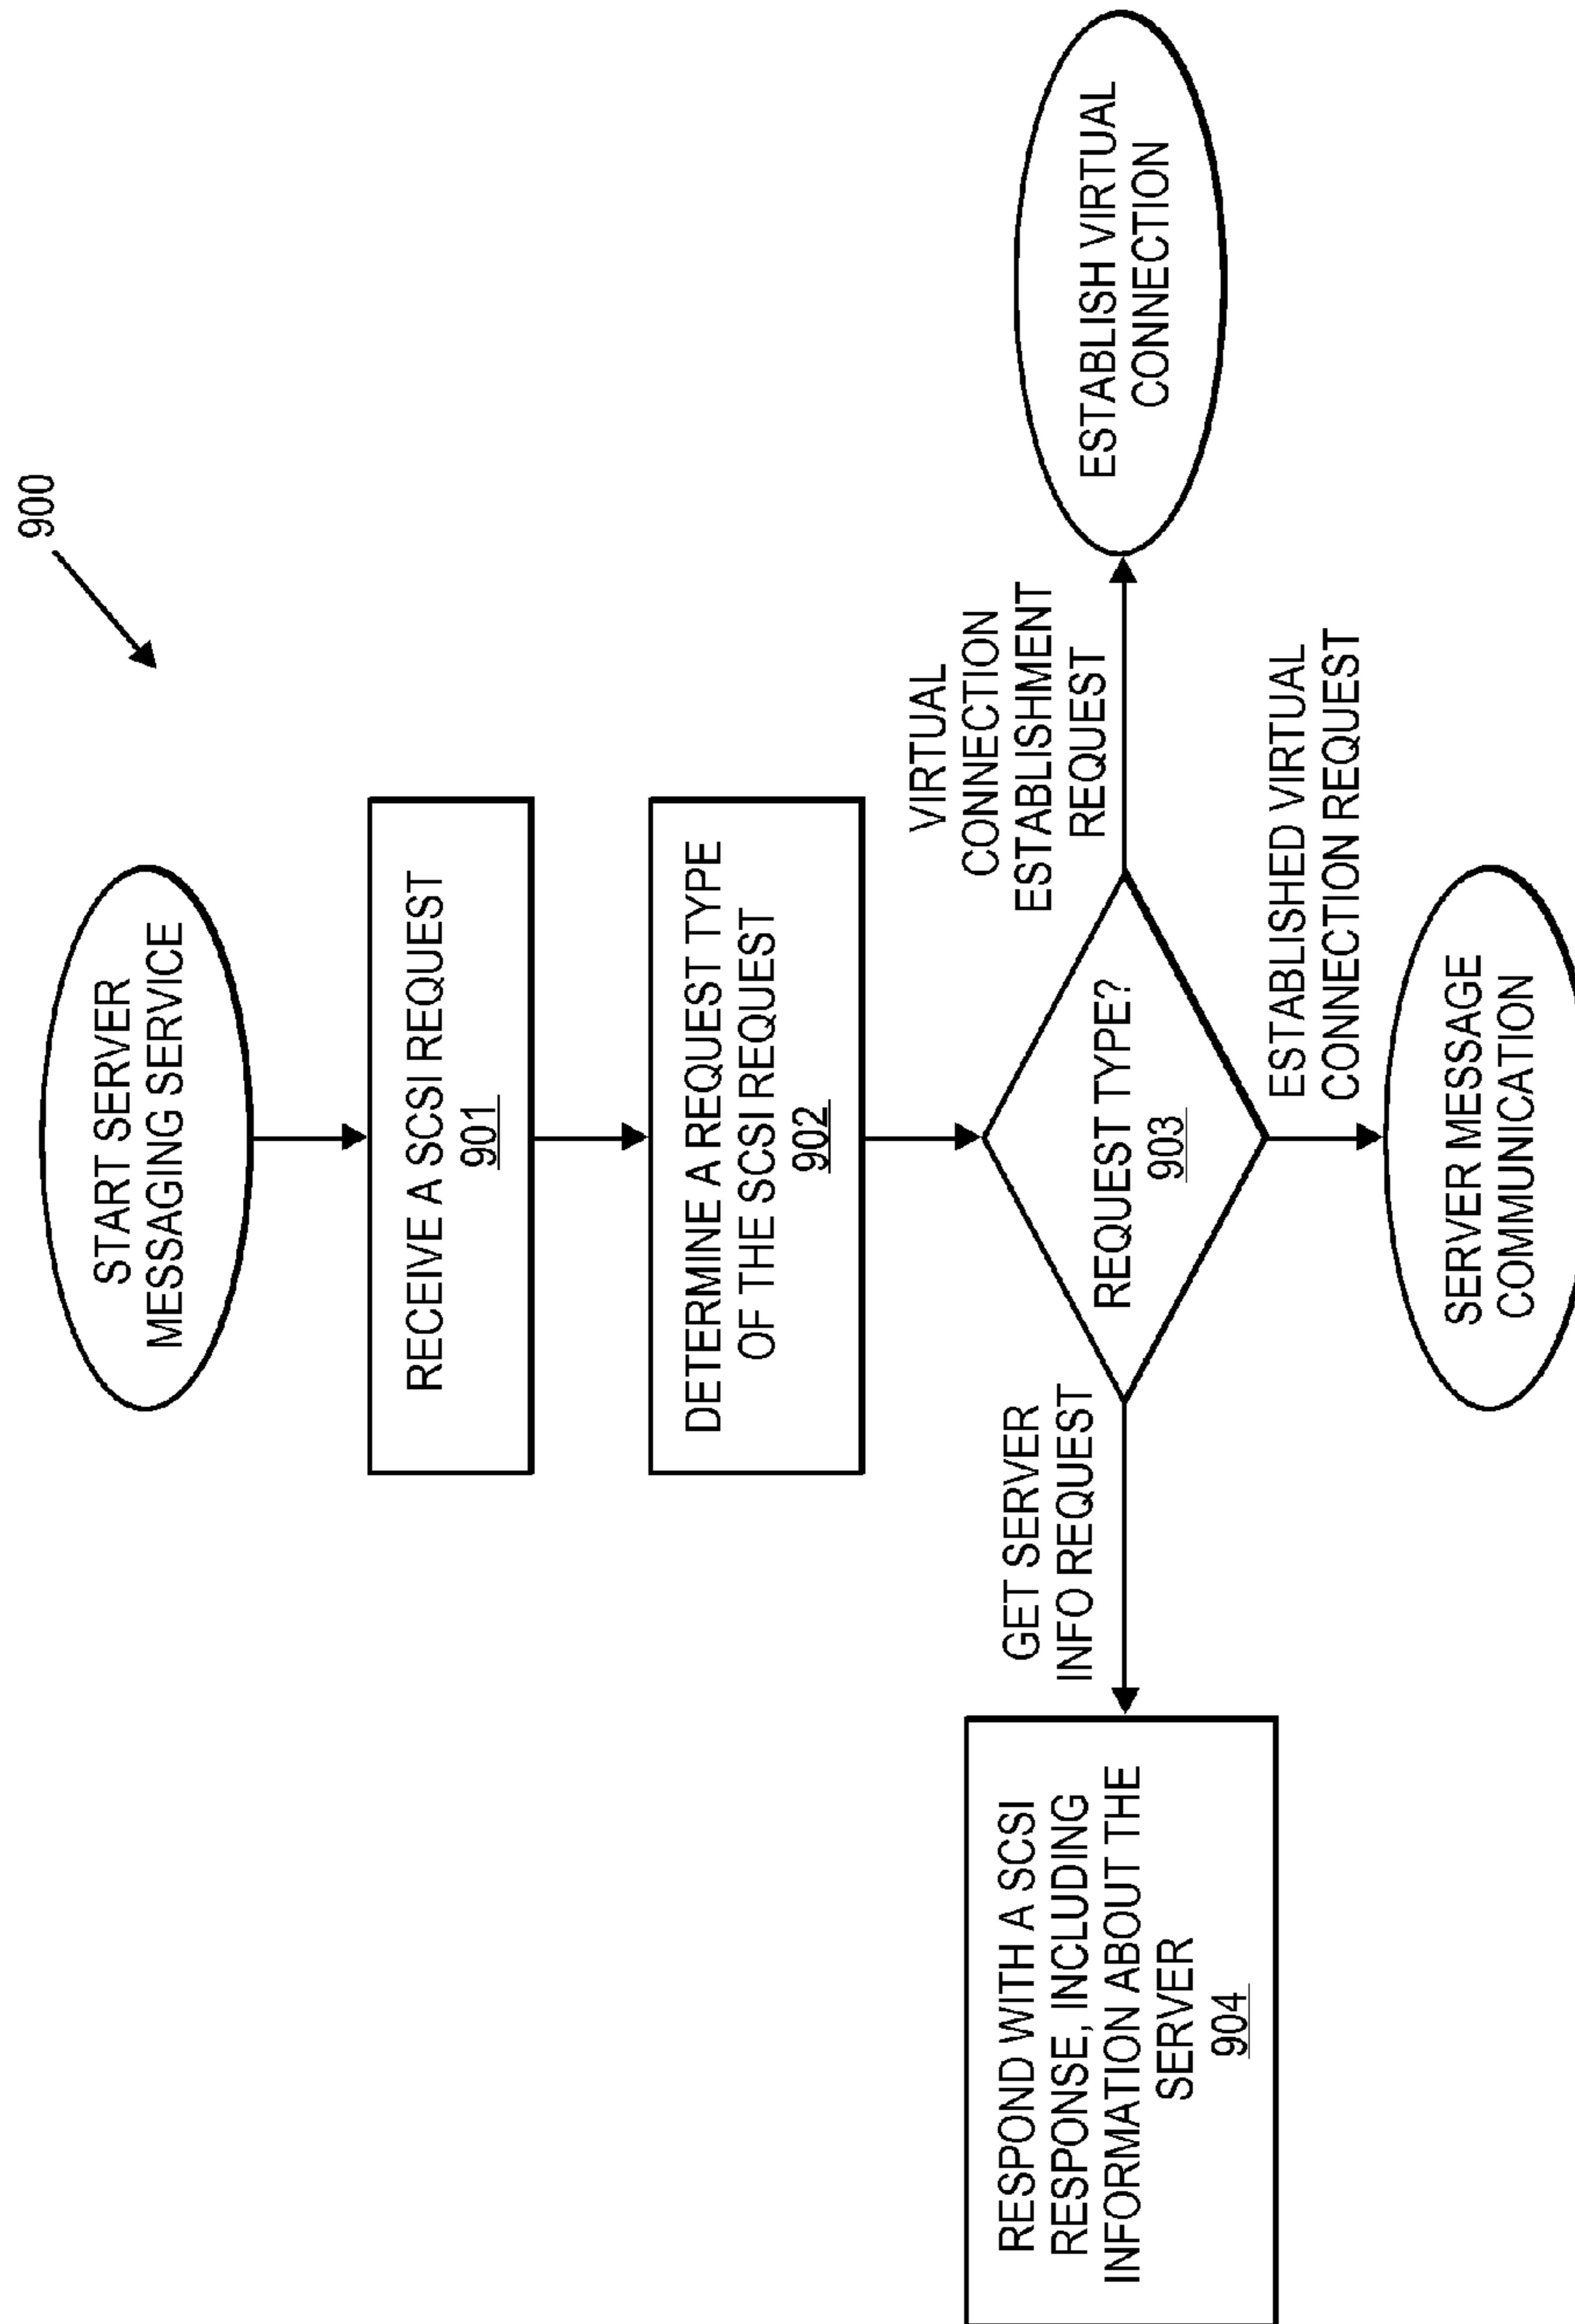 900
START SERVER
MESSAGING SERVICE
RECEIVE A SCSI REQUEST
901
DETERMINE A REQUEST TYPE
OF THE SCSI REQUEST
902
REQUEST TYPE?
903
GET SERVER
INFO REQUEST
RESPOND WITH A SCSI
RESPONSE, INCLUDING
INFORMATION ABOUT THE
SERVER
904
VIRTUAL
CONNECTION
ESTABLISHMENT
REQUEST
ESTABLISH VIRTUAL
CONNECTION
ESTABLISHED VIRTUAL
CONNECTION REQUEST
SERVER MESSAGE
COMMUNICATION